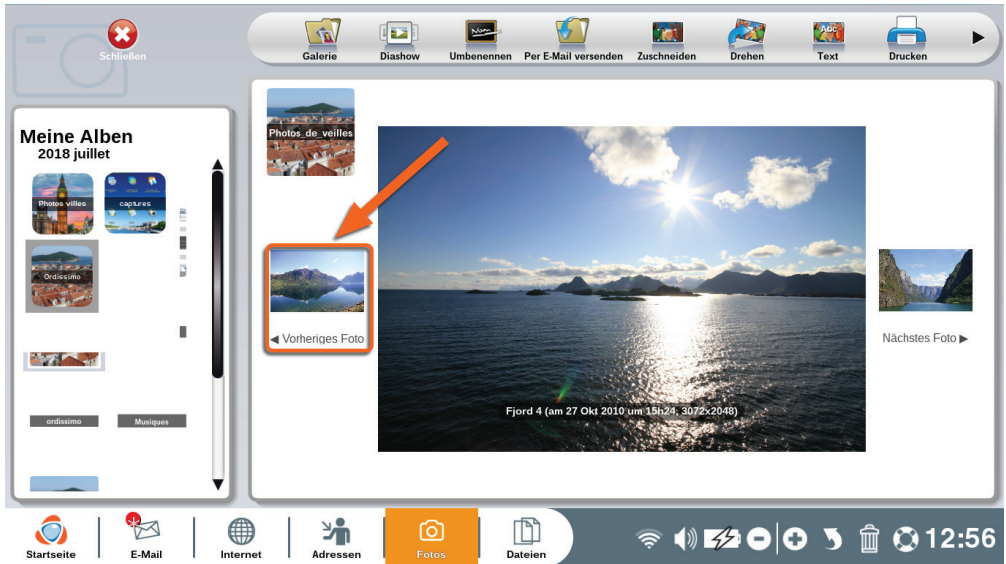 Schließen
Galerie
Diashow
Nom
Umbenennen
Per E-Mail versenden
Zuschneiden
Drehen
Abc
Text
Drucken
Meine Alben
2018 juillet
Photos villes
captures
Ordissimo
ordissimo
Musiques
Photos_de_veilles
◀ Vorheriges Foto
Fjord 4 (am 27 Okt 2010 um 15h24, 3072x2048)
Nächstes Foto ▶
Startseite
E-Mail
Internet
Adressen
Fotos
Dateien
12:56